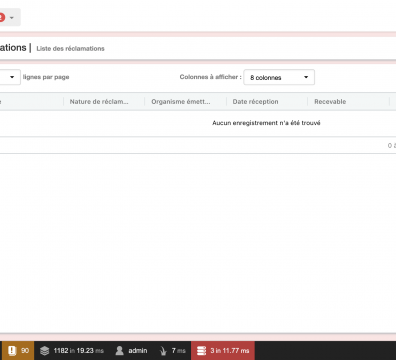 ations | Liste des réclamations
lignes par page Colonnes à afficher : 8 colonnes
Nature de réclam... Organisme émett... Date réception Recevable
Aucun enregistrement n'a été trouvé
0 à
90 1182 in 19.23 ms admin 7 ms 3 in 11.77 ms